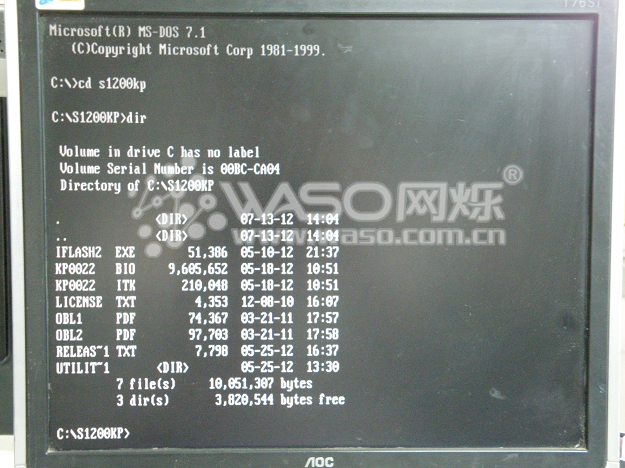 Microsoft(R) MS-DOS 7.1
(C)Copyright Microsoft Corp 1981-1999.
C:\>cd s1200kp
C:\S1200KP>dir
Volume in drive C has no label
Volume Serial Number is 00BC-CA04
Directory of C:\S1200KP
. <DIR> 07-13-12 14:04
.. <DIR> 07-13-12 14:04
IFLASH2 EXE 51,386 05-10-12 21:37
KP0022 BIO 9,605,652 05-18-12 10:51
KP0022 ITK 210,048 05-18-12 10:51
LICENSE TXT 4,353 12-08-10 16:07
OBL1 PDF 74,367 03-21-11 17:57
OBL2 PDF 97,703 03-21-11 17:58
RELEAS~1 TXT 7,798 05-25-12 16:37
UTILIT~1 <DIR> 05-25-12 13:30
7 file(s) 10,051,307 bytes
3 dir(s) 3,820,544 bytes free
C:\S1200KP>
WASO网烁®
www.waso.com.cn
AOC